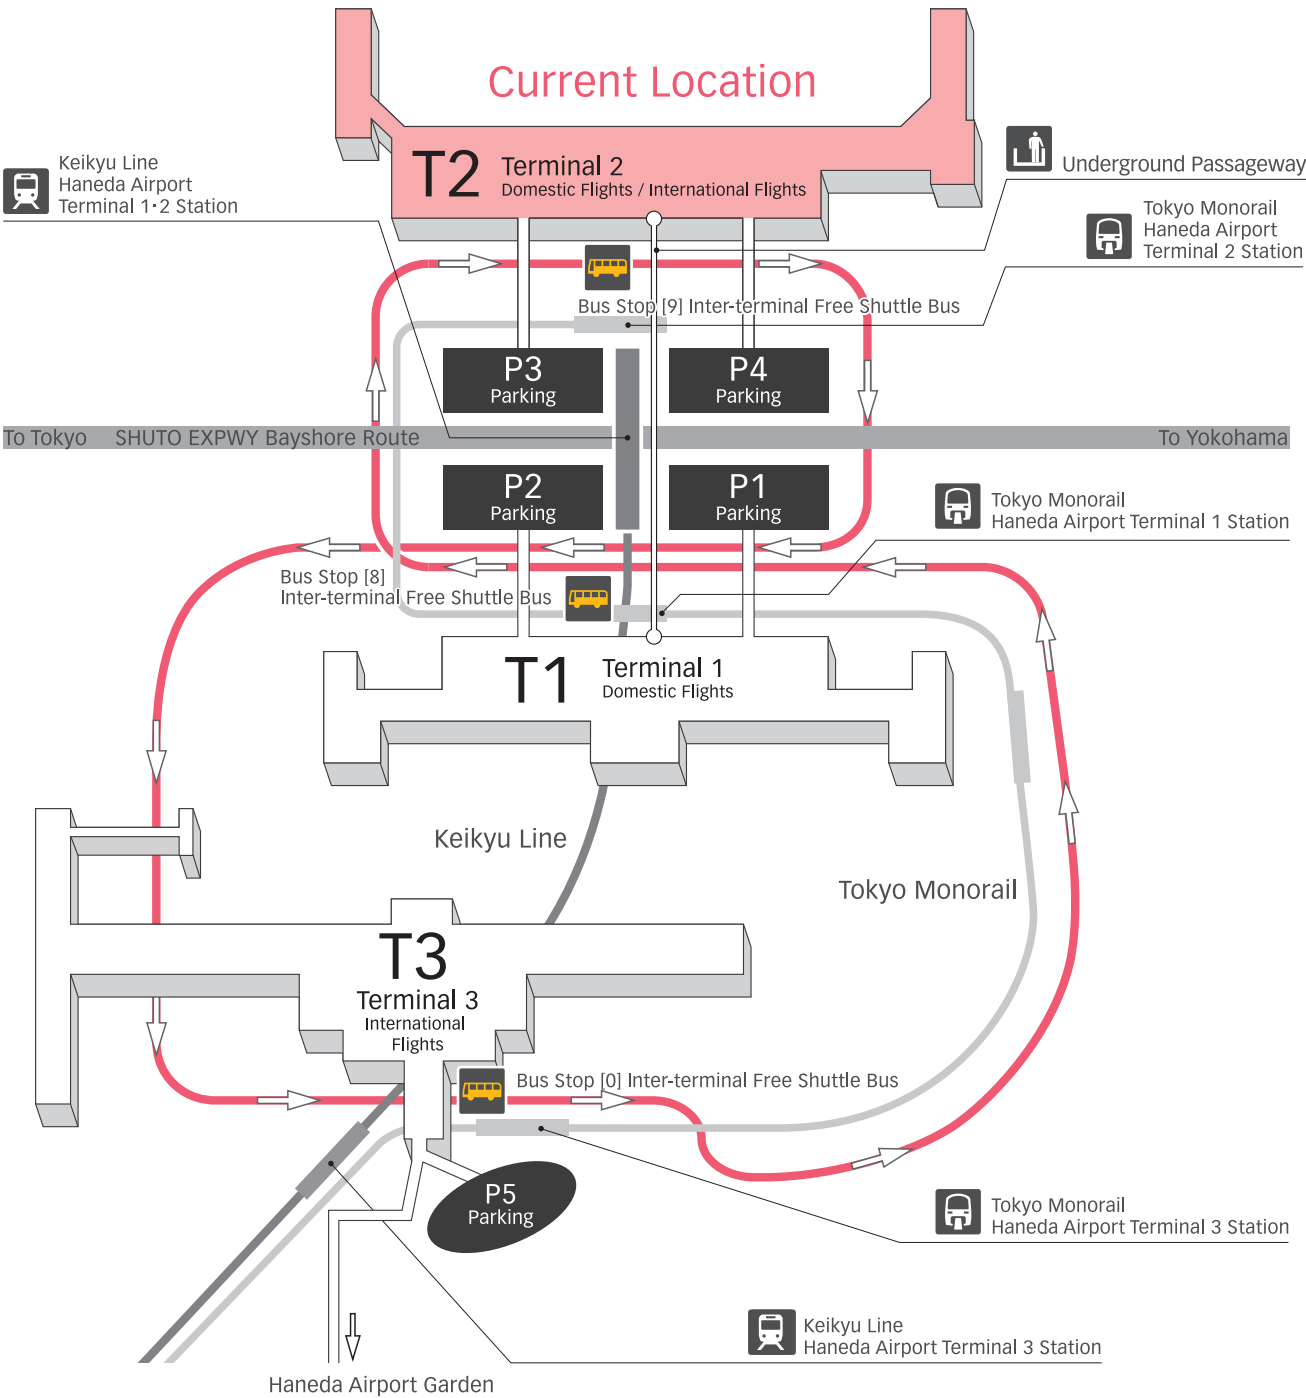 Current Location
T2
Terminal 2
Domestic Flights / International Flights
Keikyu Line
Haneda Airport
Terminal 1・2 Station
Underground Passageway
Tokyo Monorail
Haneda Airport
Terminal 2 Station
Bus Stop [9] Inter-terminal Free Shuttle Bus
P3
Parking
P4
Parking
To Tokyo
SHUTO EXPWY Bayshore Route
To Yokohama
P2
Parking
P1
Parking
Tokyo Monorail
Haneda Airport Terminal 1 Station
Bus Stop [8]
Inter-terminal Free Shuttle Bus
T1
Terminal 1
Domestic Flights
Keikyu Line
Tokyo Monorail
T3
Terminal 3
International
Flights
Bus Stop [0] Inter-terminal Free Shuttle Bus
P5
Parking
Tokyo Monorail
Haneda Airport Terminal 3 Station
Keikyu Line
Haneda Airport Terminal 3 Station
Haneda Airport Garden